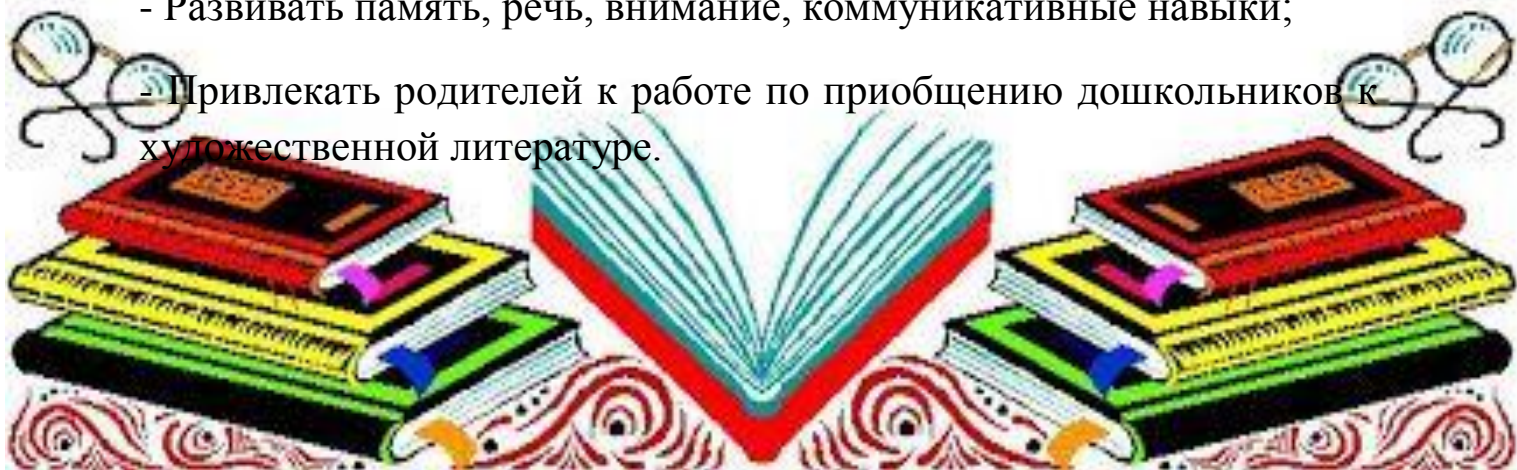 - Развивать память, речь, внимание, коммуникативные навыки;
- Привлекать родителей к работе по приобщению дошкольников к
художественной литературе.